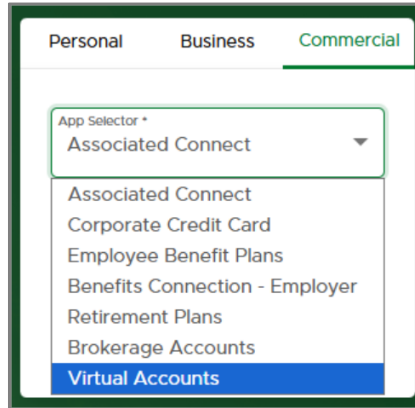 Personal Business Commercial
App Selector *
Associated Connect
Associated Connect
Corporate Credit Card
Employee Benefit Plans
Benefits Connection - Employer
Retirement Plans
Brokerage Accounts
Virtual Accounts